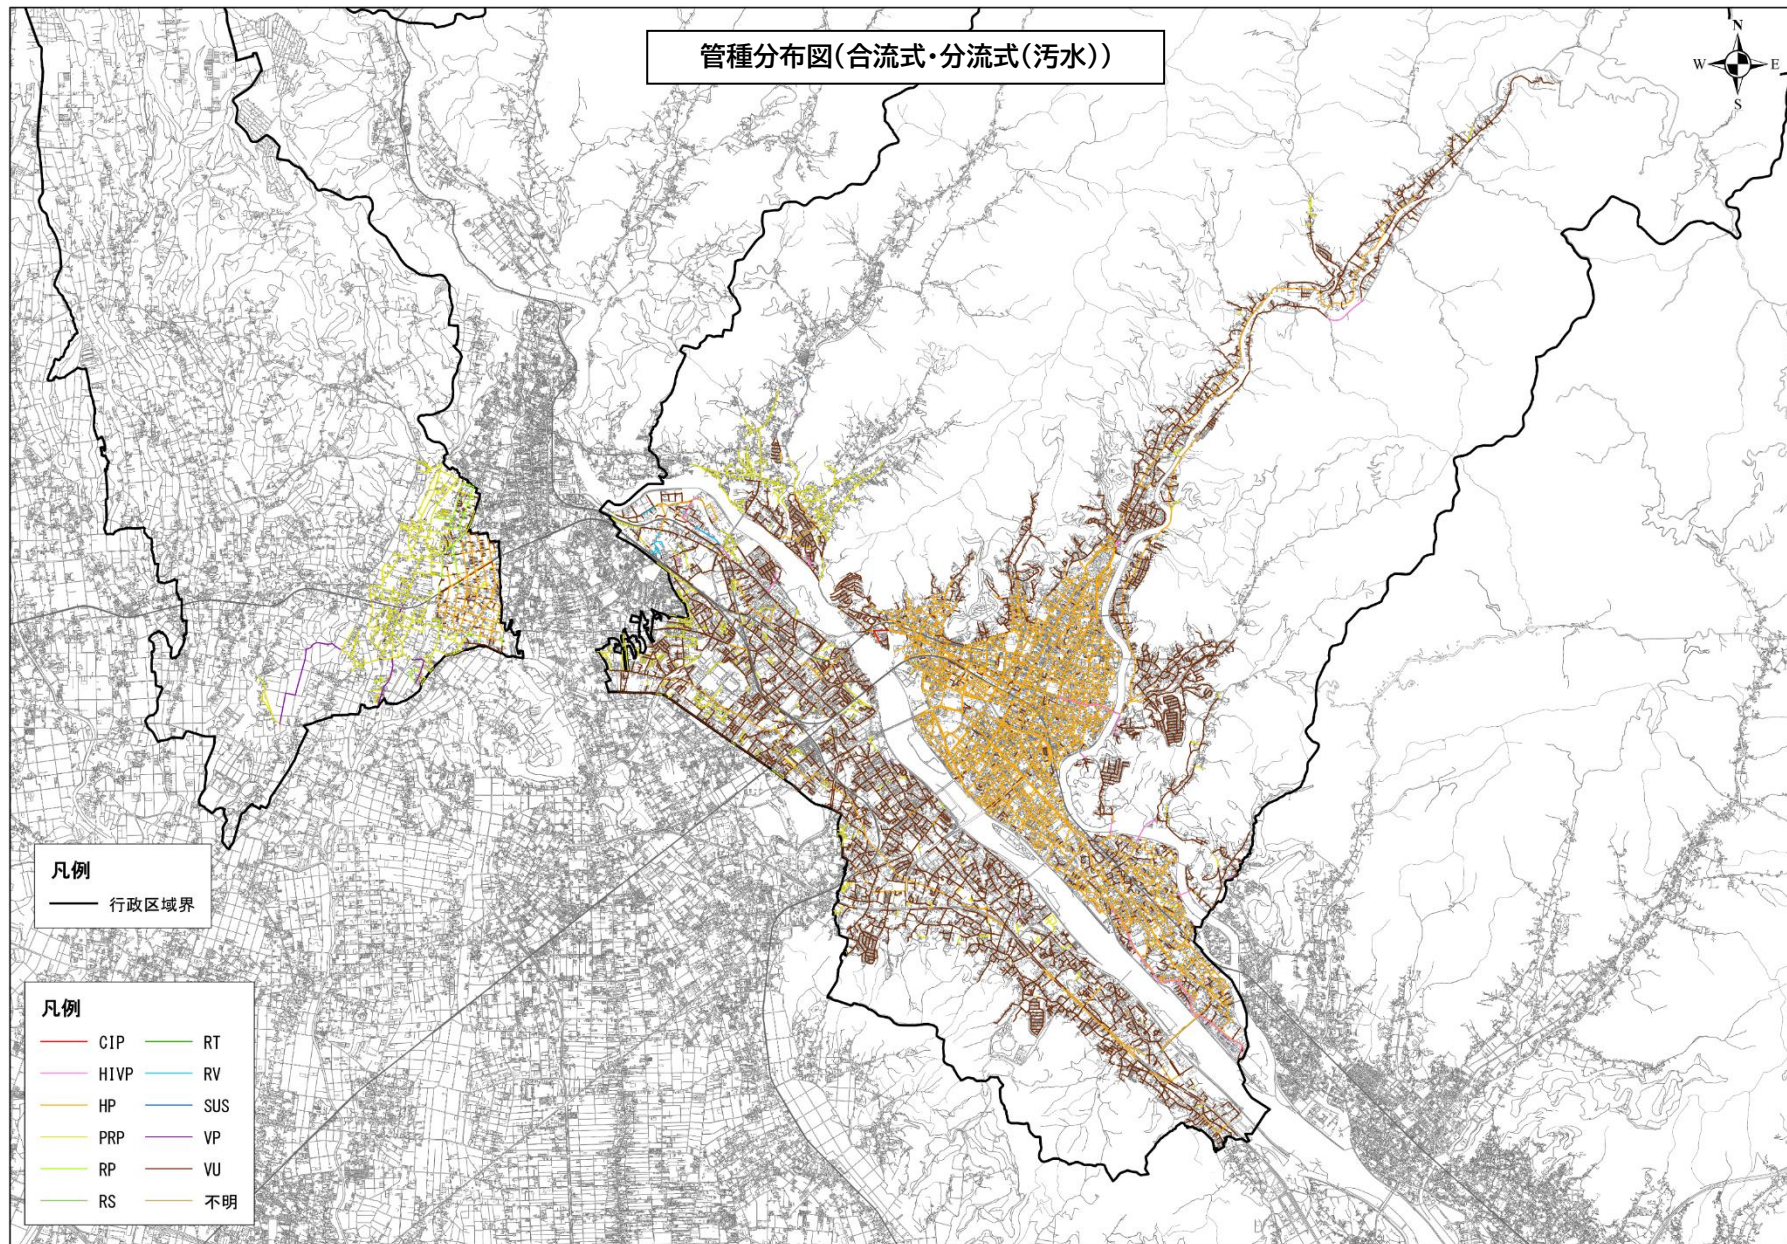 管種分布図(合流式・分流式(汚水))
N
W E
S
凡例
行政区域界
凡例
CIP RT
HIVP RV
HP SUS
PRP VP
RP VU
RS 不明